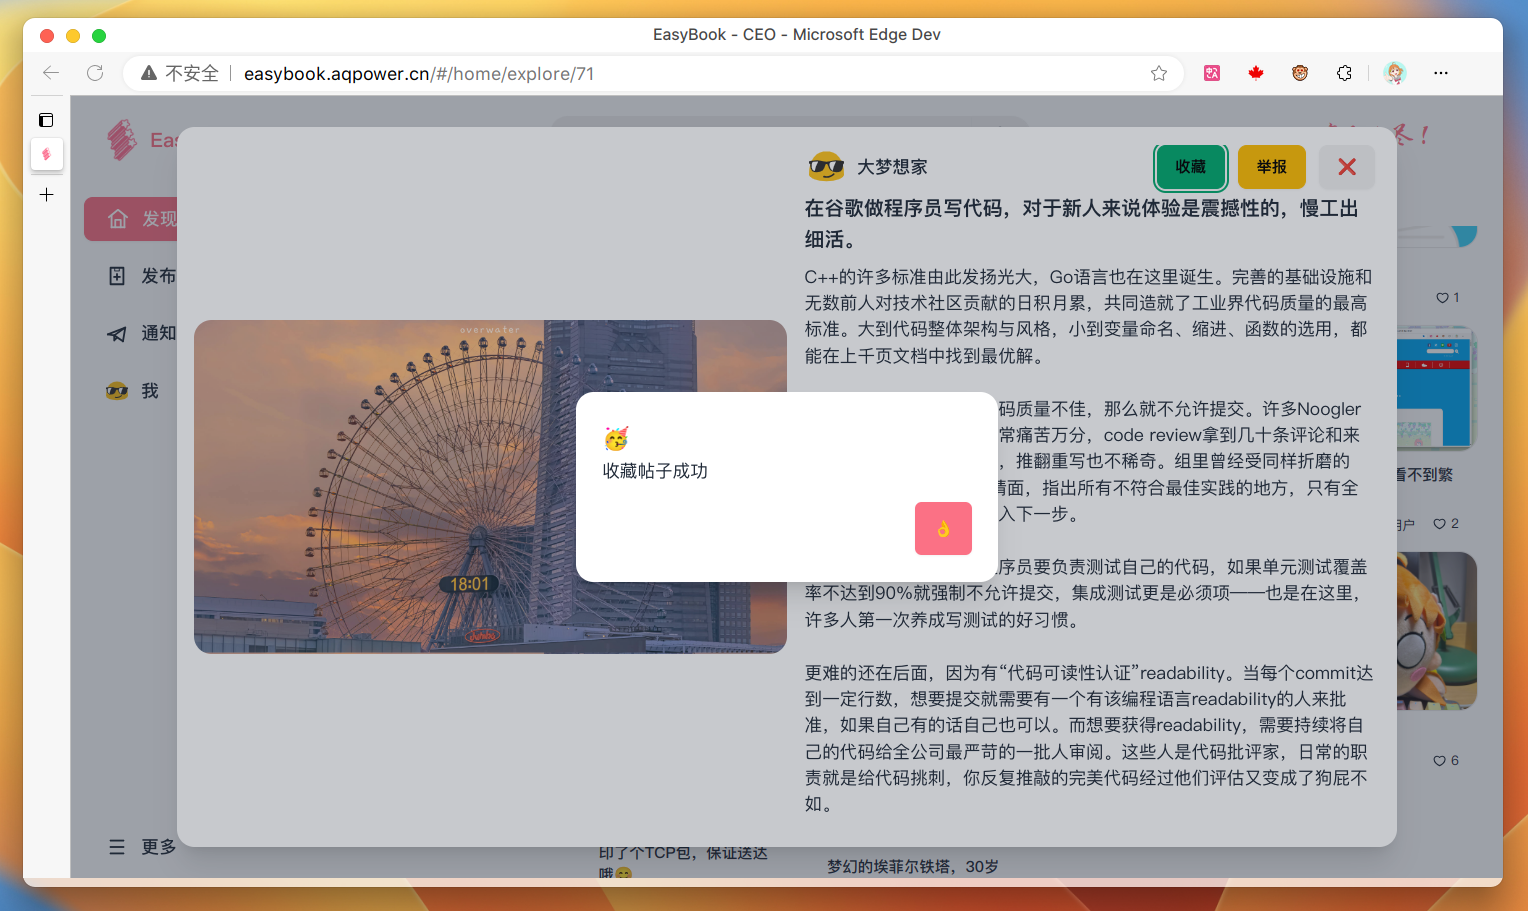 EasyBook - CEO - Microsoft Edge Dev
不安全
easybook.aqpower.cn/#/home/explore/71
Eas
发现
发布
通知
我
更多
overwater
18:01
大梦想家
收藏
举报
在谷歌做程序员写代码，对于新人来说体验是震撼性的，慢工出
细活。
C++的许多标准由此发扬光大，Go语言也在这里诞生。完善的基础设施和
无数前人对技术社区贡献的日积月累，共同造就了工业界代码质量的最高
标准。大到代码整体架构与风格，小到变量命名、缩进、函数的选用，都
能在上千页文档中找到最优解。
码质量不佳，那么就不允许提交。许多Noogler
常痛苦万分，code review拿到几十条评论和来
，推翻重写也不稀奇。组里曾经受同样折磨的
情面，指出所有不符合最佳实践的地方，只有全
入下一步。
序员要负责测试自己的代码，如果单元测试覆盖
率不达到90%就强制不允许提交，集成测试更是必须项——也是在这里，
许多人第一次养成写测试的好习惯。
更难的还在后面，因为有“代码可读性认证”readability。当每个commit达
到一定行数，想要提交就需要有一个有该编程语言readability的人来批
准，如果自己有的话自己也可以。而想要获得readability，需要持续将自
己的代码给全公司最严苛的一批人审阅。这些人是代码批评家，日常的职
责就是给代码挑刺，你反复推敲的完美代码经过他们评估又变成了狗屁不
如。
🥳
收藏帖子成功
👌
1
看不到繁
用户
2
6
印了个TCP包，保证送达
哦😊
梦幻的埃菲尔铁塔，30岁